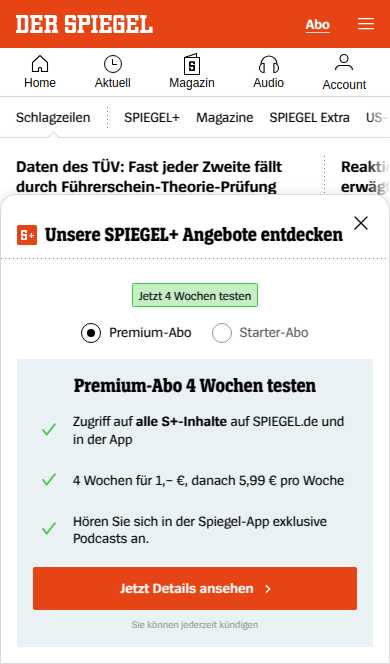 DER SPIEGEL
Abo
Home
Aktuell
Magazin
Audio
Account
Schlagzeilen
SPIEGEL+
Magazine
SPIEGEL Extra
US-
Daten des TÜV: Fast jeder Zweite fällt
durch Führerschein-Theorie-Prüfung
S+ Unsere SPIEGEL+ Angebote entdecken
Jetzt 4 Wochen testen
Premium-Abo
Starter-Abo
Premium-Abo 4 Wochen testen
Zugriff auf alle S+-Inhalte auf SPIEGEL.de und
in der App
4 Wochen für 1,– €, danach 5,99 € pro Woche
Hören Sie sich in der Spiegel-App exklusive
Podcasts an.
Jetzt Details ansehen
Sie können jederzeit kündigen